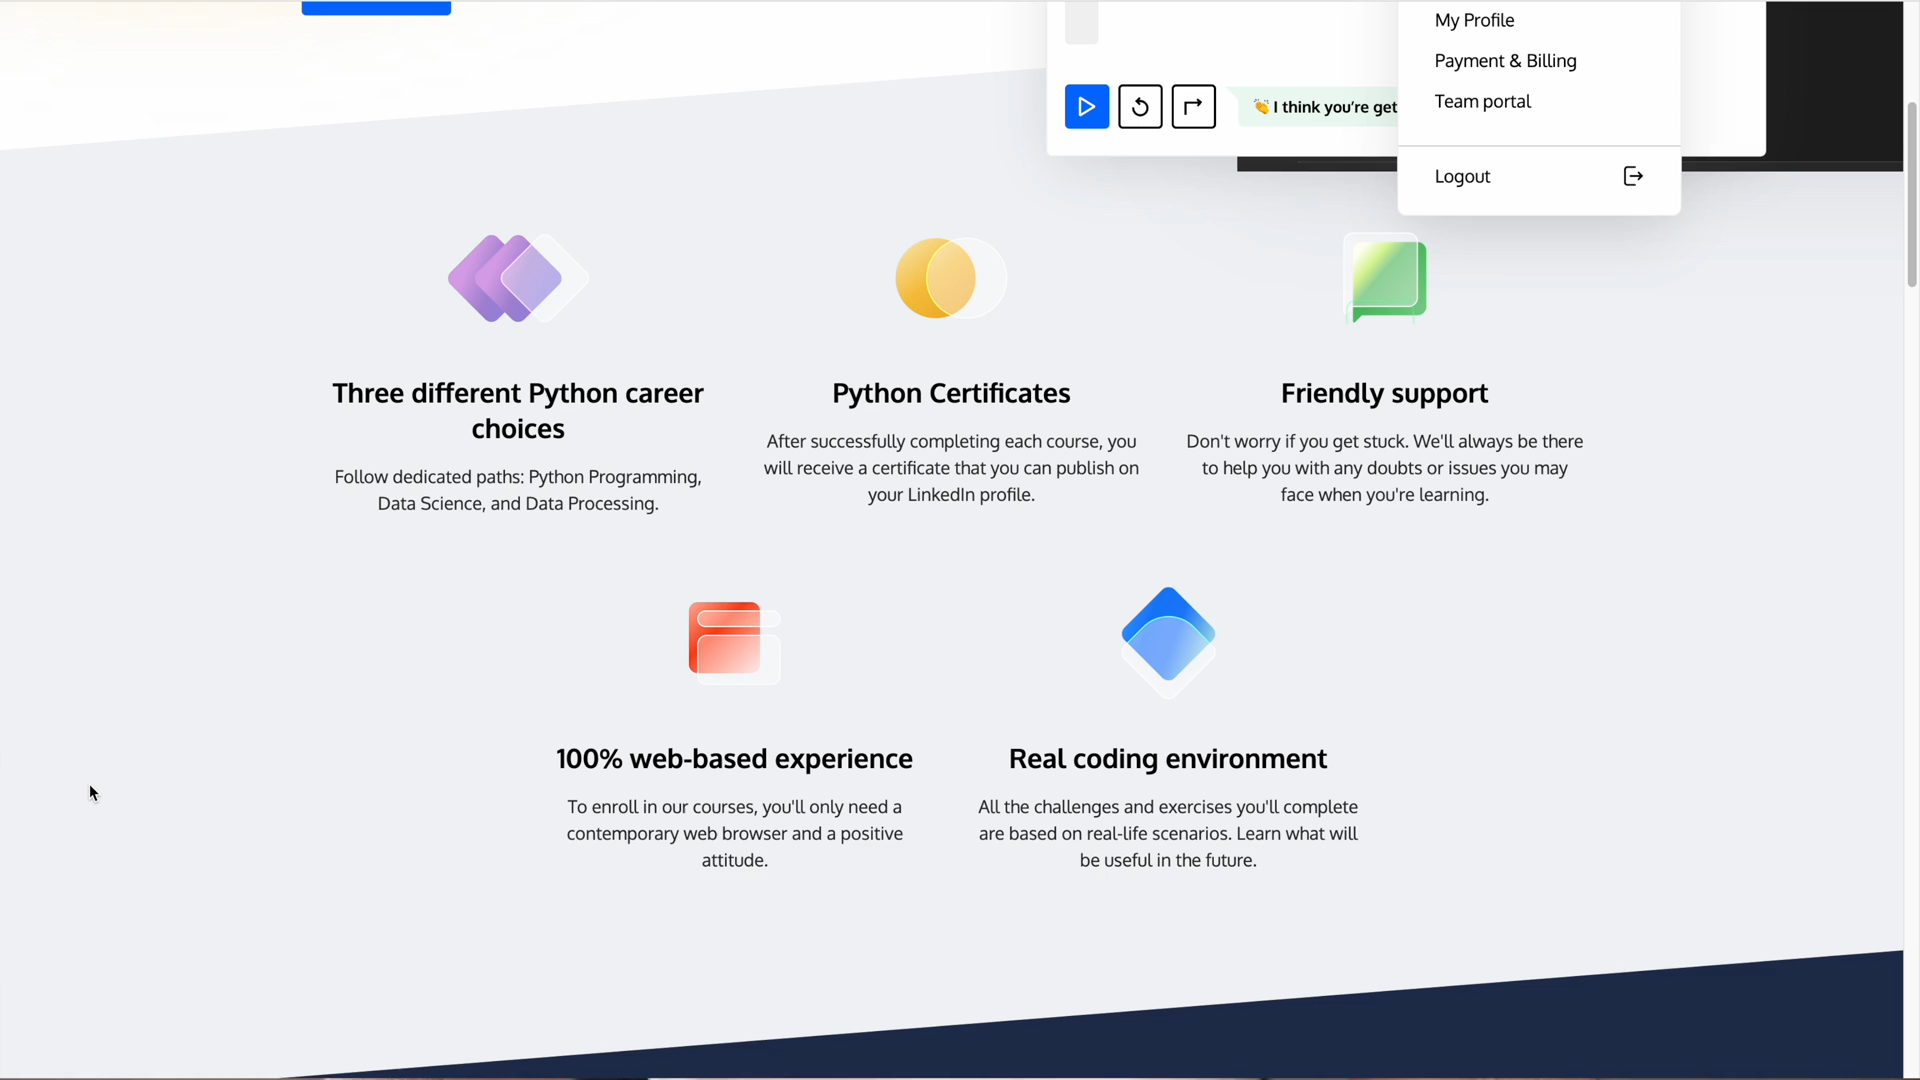 My Profile
Payment & Billing
Team portal
👏 I think you’re get
Logout
Three different Python career
choices
Follow dedicated paths: Python Programming,
Data Science, and Data Processing.
Python Certificates
After successfully completing each course, you
will receive a certificate that you can publish on
your LinkedIn profile.
Friendly support
Don't worry if you get stuck. We'll always be there
to help you with any doubts or issues you may
face when you're learning.
100% web-based experience
To enroll in our courses, you'll only need a
contemporary web browser and a positive
attitude.
Real coding environment
All the challenges and exercises you'll complete
are based on real-life scenarios. Learn what will
be useful in the future.